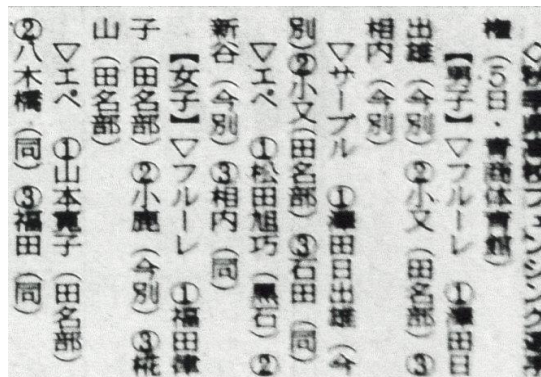 権（5日・青商体育館）
【男子】▽フルーレ　①澤田日
出雄（今別）②小又（田名部）③
相内（今別）
▽サーブル　①澤田日出雄（今
別）②小又（田名部）③石田（同）
▽エペ　①松田旭巧（黒石）②
新谷（今別）③相内（同）
【女子】▽フルーレ　①福田
子（田名部）②小鹿（今別）③椛
山（田名部）
▽エペ　①山本寛子（田名部）
②八木橋（同）③福田（同）